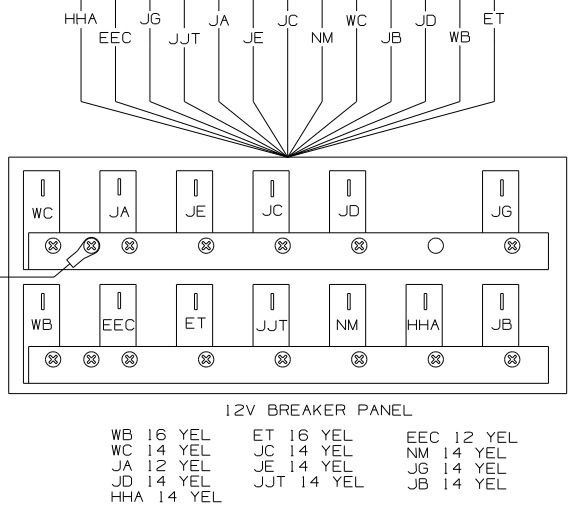 HHA JG JA JC WC JD ET
EEC JJT JE NM JB WB
WC JA JE JC JD JG
WB EEC ET JJT NM HHA JB
12V BREAKER PANEL
WB 16 YEL ET 16 YEL EEC 12 YEL
WC 14 YEL JC 14 YEL NM 14 YEL
JA 12 YEL JE 14 YEL JG 14 YEL
JD 14 YEL JJT 14 YEL JB 14 YEL
HHA 14 YEL